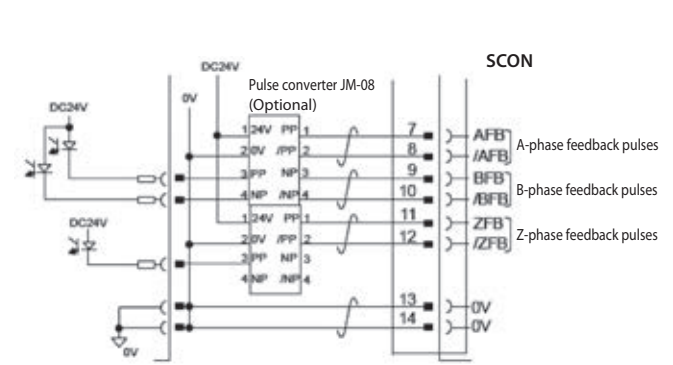 SCON
DC24V
Pulse converter JM-08
(Optional)
0V
DC24V
1 24V PP 1 7 AFB
A-phase feedback pulses
2 0V /PP 2 8 /AFB
3 PP NP 3 9 BFB
B-phase feedback pulses
4 NP /NP 4 10 /BFB
DC24V
1 24V PP 1 11 ZFB
Z-phase feedback pulses
2 0V /PP 2 12 /ZFB
3 PP NP 3
4 NP /NP 4
13 0V
14 0V
0V